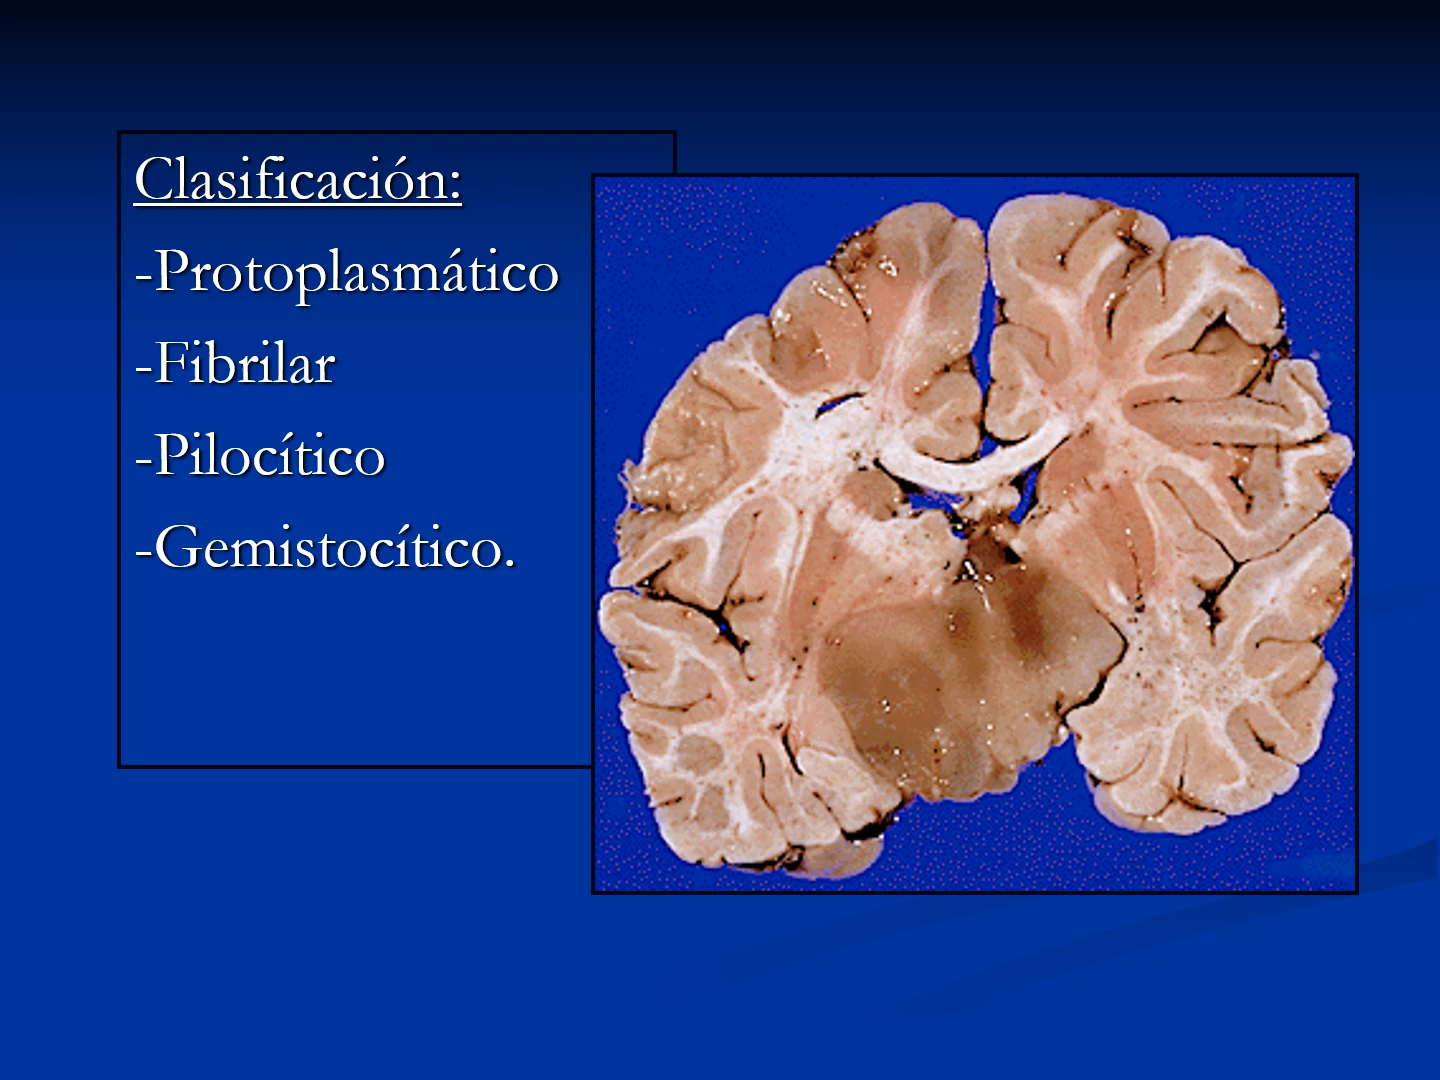 Clasificación:
-Protoplasmático
-Fibrilar
-Pilocítico
-Gemistocítico.